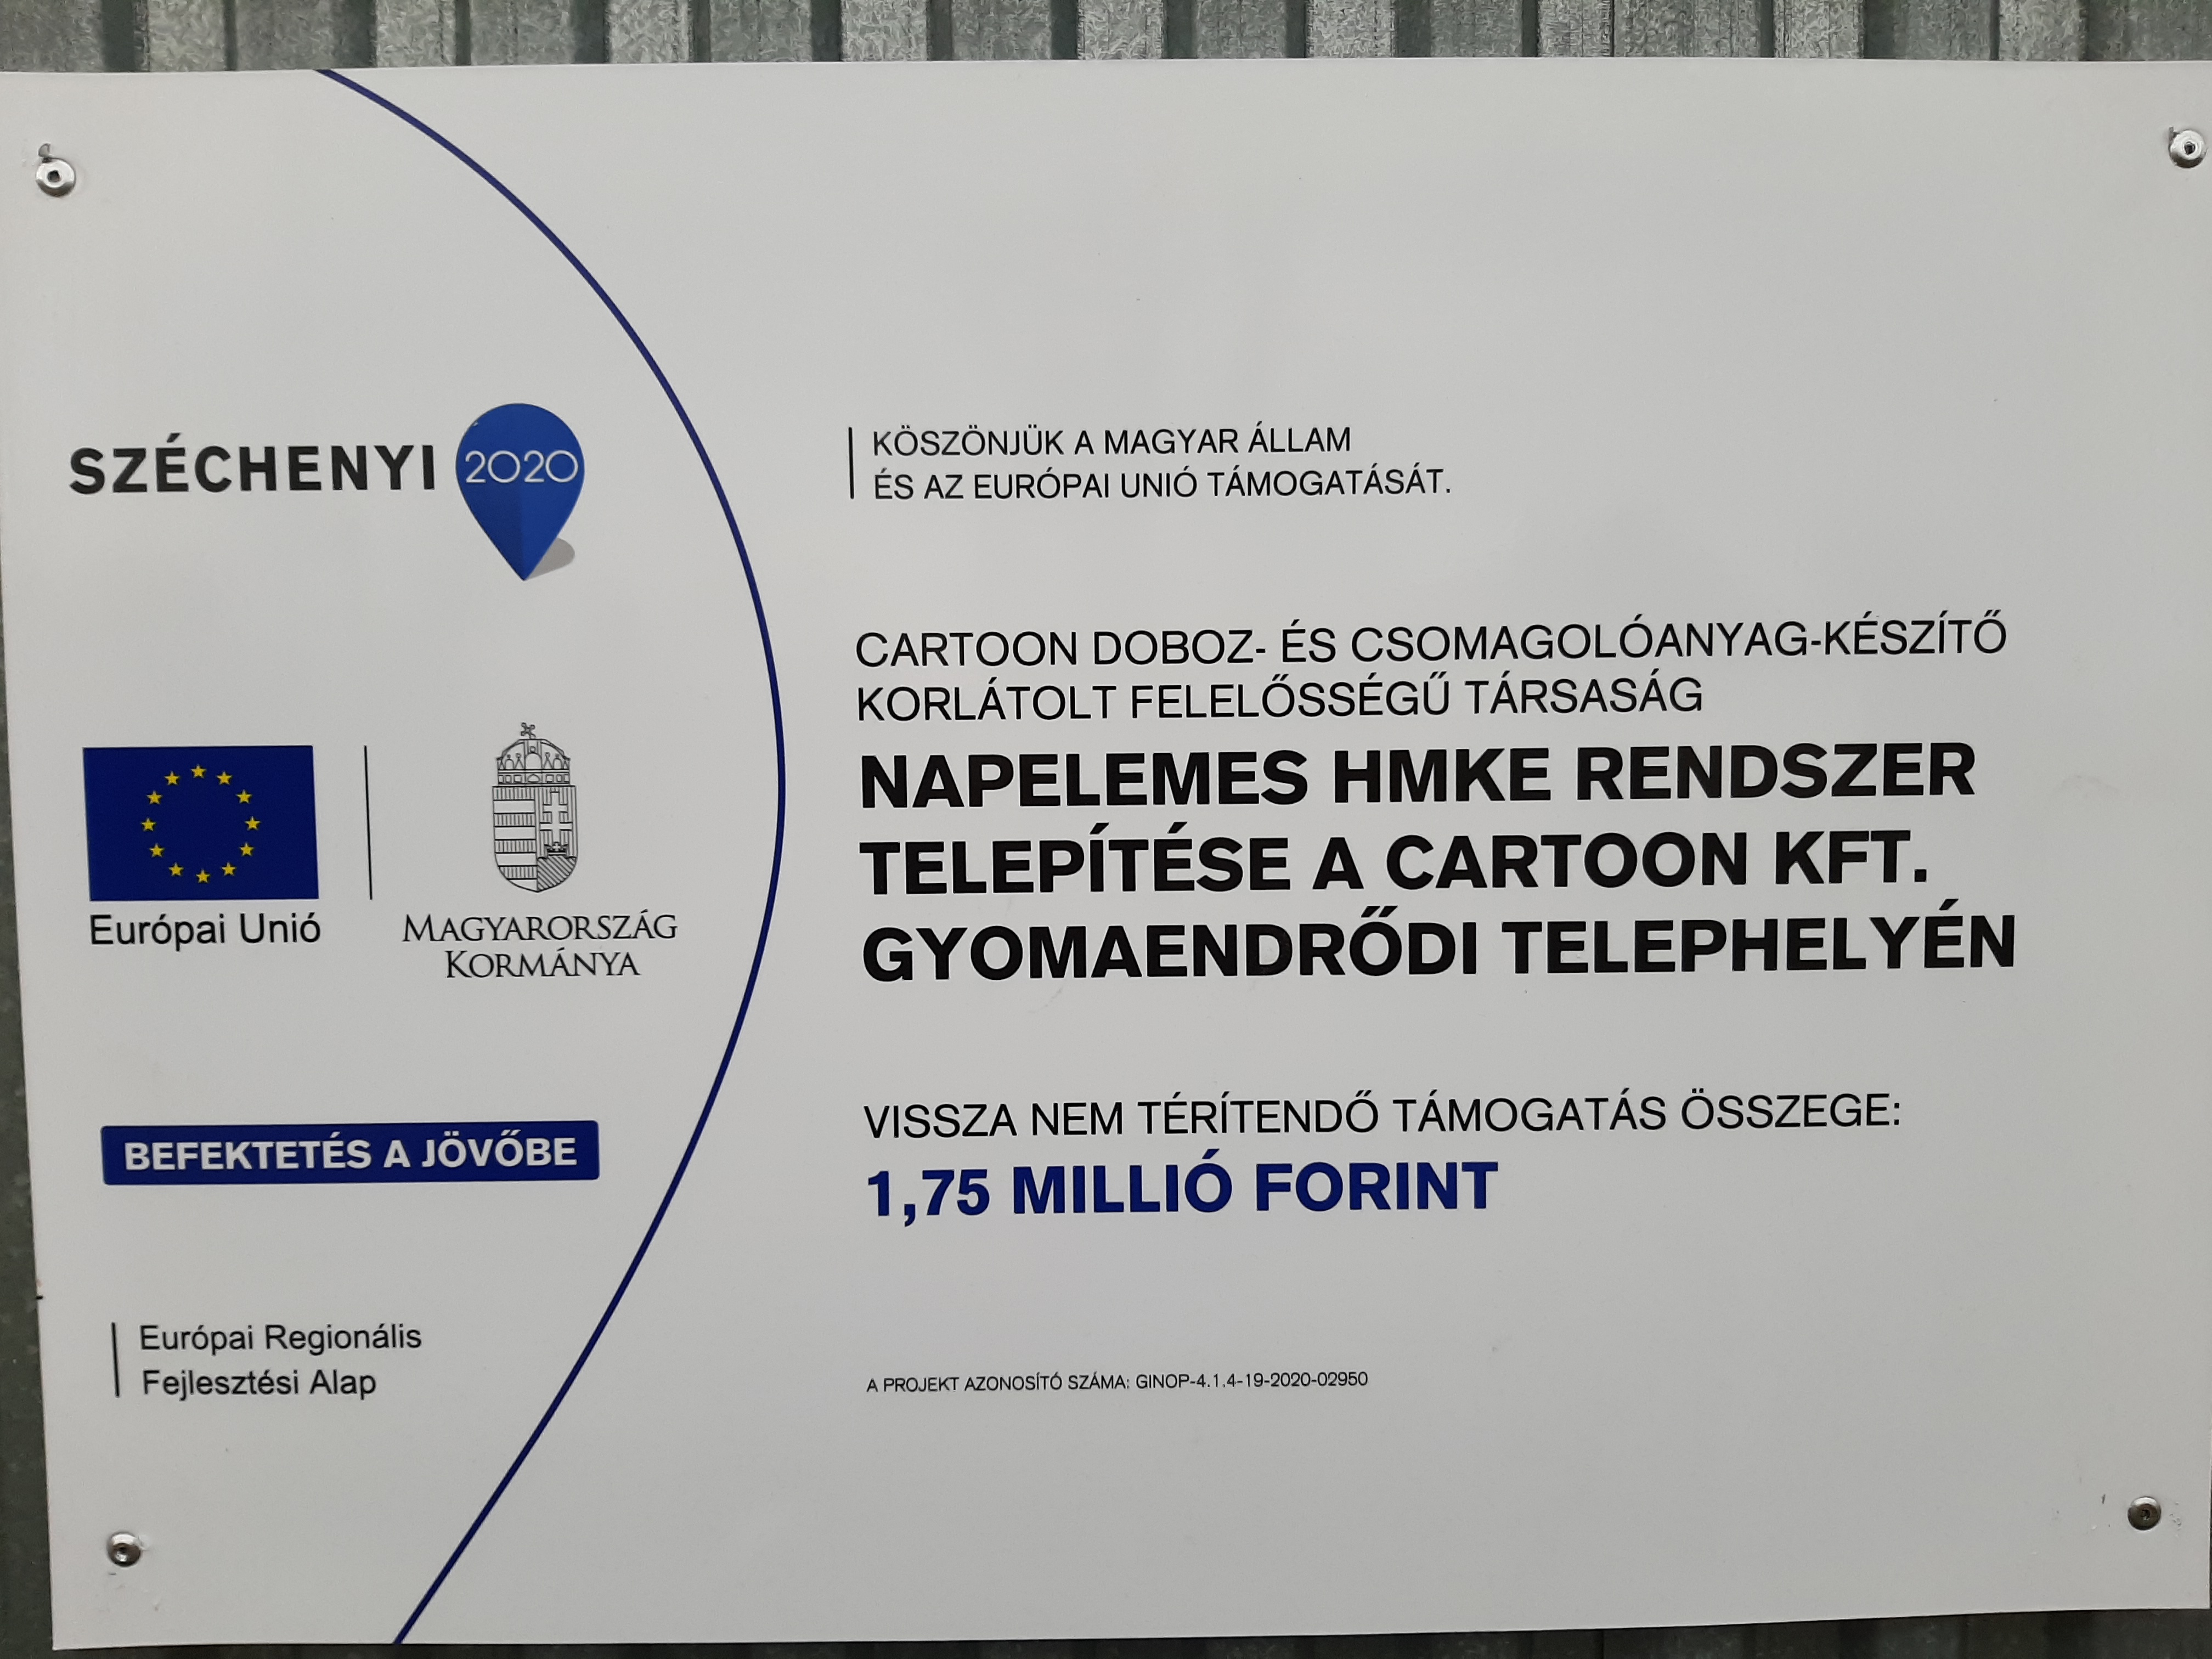 SZÉCHENYI 2020
Európai Unió
MAGYARORSZÁG
KORMÁNYA
BEFEKTETÉS A JÖVŐBE
Európai Regionális
Fejlesztési Alap
KÖSZÖNJÜK A MAGYAR ÁLLAM
ÉS AZ EURÓPAI UNIÓ TÁMOGATÁSÁT.
CARTOON DOBOZ- ÉS CSOMAGOLÓANYAG-KÉSZÍTŐ
KORLÁTOLT FELELŐSSÉGŰ TÁRSASÁG
NAPELEMES HMKE RENDSZER
TELEPÍTÉSE A CARTOON KFT.
GYOMAENDRŐDI TELEPHELYÉN
VISSZA NEM TÉRÍTENDŐ TÁMOGATÁS ÖSSZEGE:
1,75 MILLIÓ FORINT
A PROJEKT AZONOSÍTÓ SZÁMA: GINOP-4.1.4-19-2020-02950